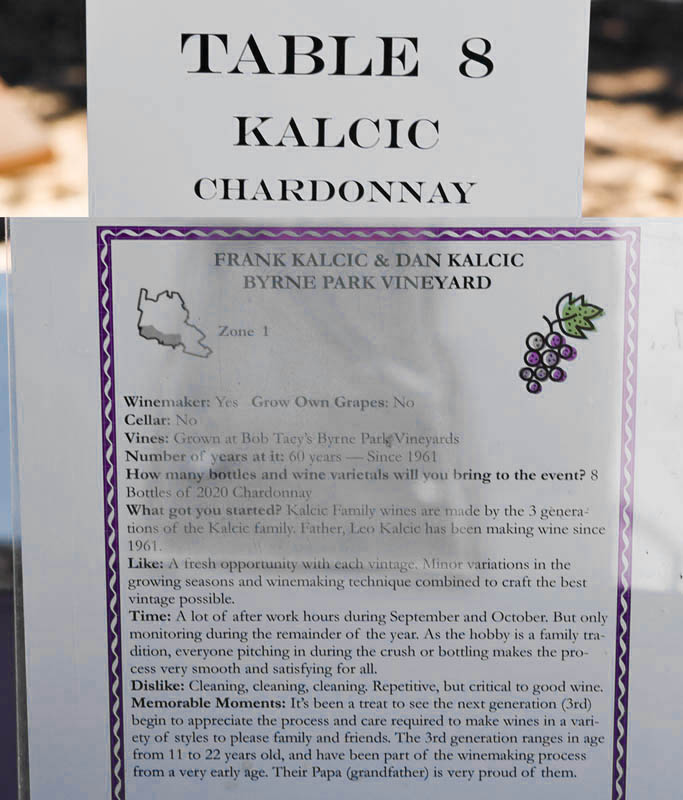 TABLE 8
KALCIC
CHARDONNAY
FRANK KALCIC & DAN KALCIC
BYRNE PARK VINEYARD
Zone 1
Winemaker: Yes Grow Own Grapes: No
Cellar: No
Vines: Grown at Bob Tacy's Byrne Park Vineyards
Number of years at it: 60 years — Since 1961
How many bottles and wine varietals will you bring to the event? 8
Bottles of 2020 Chardonnay
What got you started? Kalcic Family wines are made by the 3 genera-
tions of the Kalcic family. Father, Leo Kalcic has been making wine since
1961.
Like: A fresh opportunity with each vintage. Minor variations in the
growing seasons and winemaking technique combined to craft the best
vintage possible.
Time: A lot of after work hours during September and October. But only
monitoring during the remainder of the year. As the hobby is a family tra-
dition, everyone pitching in during the crush or bottling makes the pro-
cess very smooth and satisfying for all.
Dislike: Cleaning, cleaning, cleaning. Repetitive, but critical to good wine.
Memorable Moments: It's been a treat to see the next generation (3rd)
begin to appreciate the process and care required to make wines in a vari-
ety of styles to please family and friends. The 3rd generation ranges in age
from 11 to 22 years old, and have been part of the winemaking process
from a very early age. Their Papa (grandfather) is very proud of them.